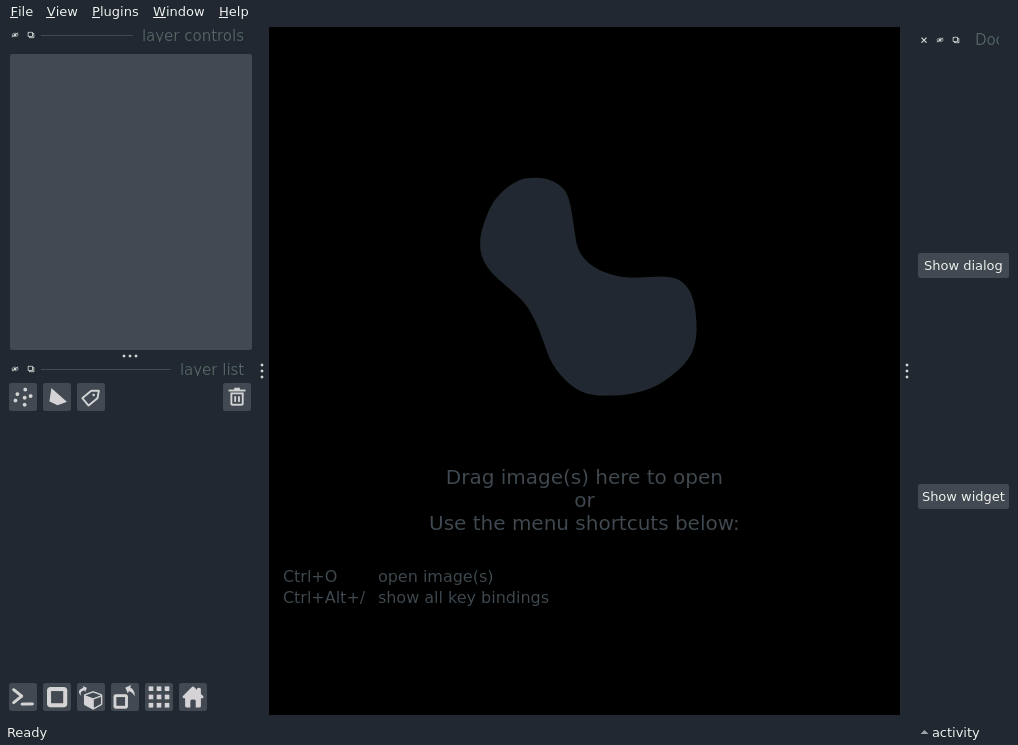 File View Plugins Window Help
layer controls
Show dialog
layer list
Drag image(s) here to open
or
Use the menu shortcuts below:
Show widget
Ctrl+O open image(s)
Ctrl+Alt+/ show all key bindings
Ready
activity